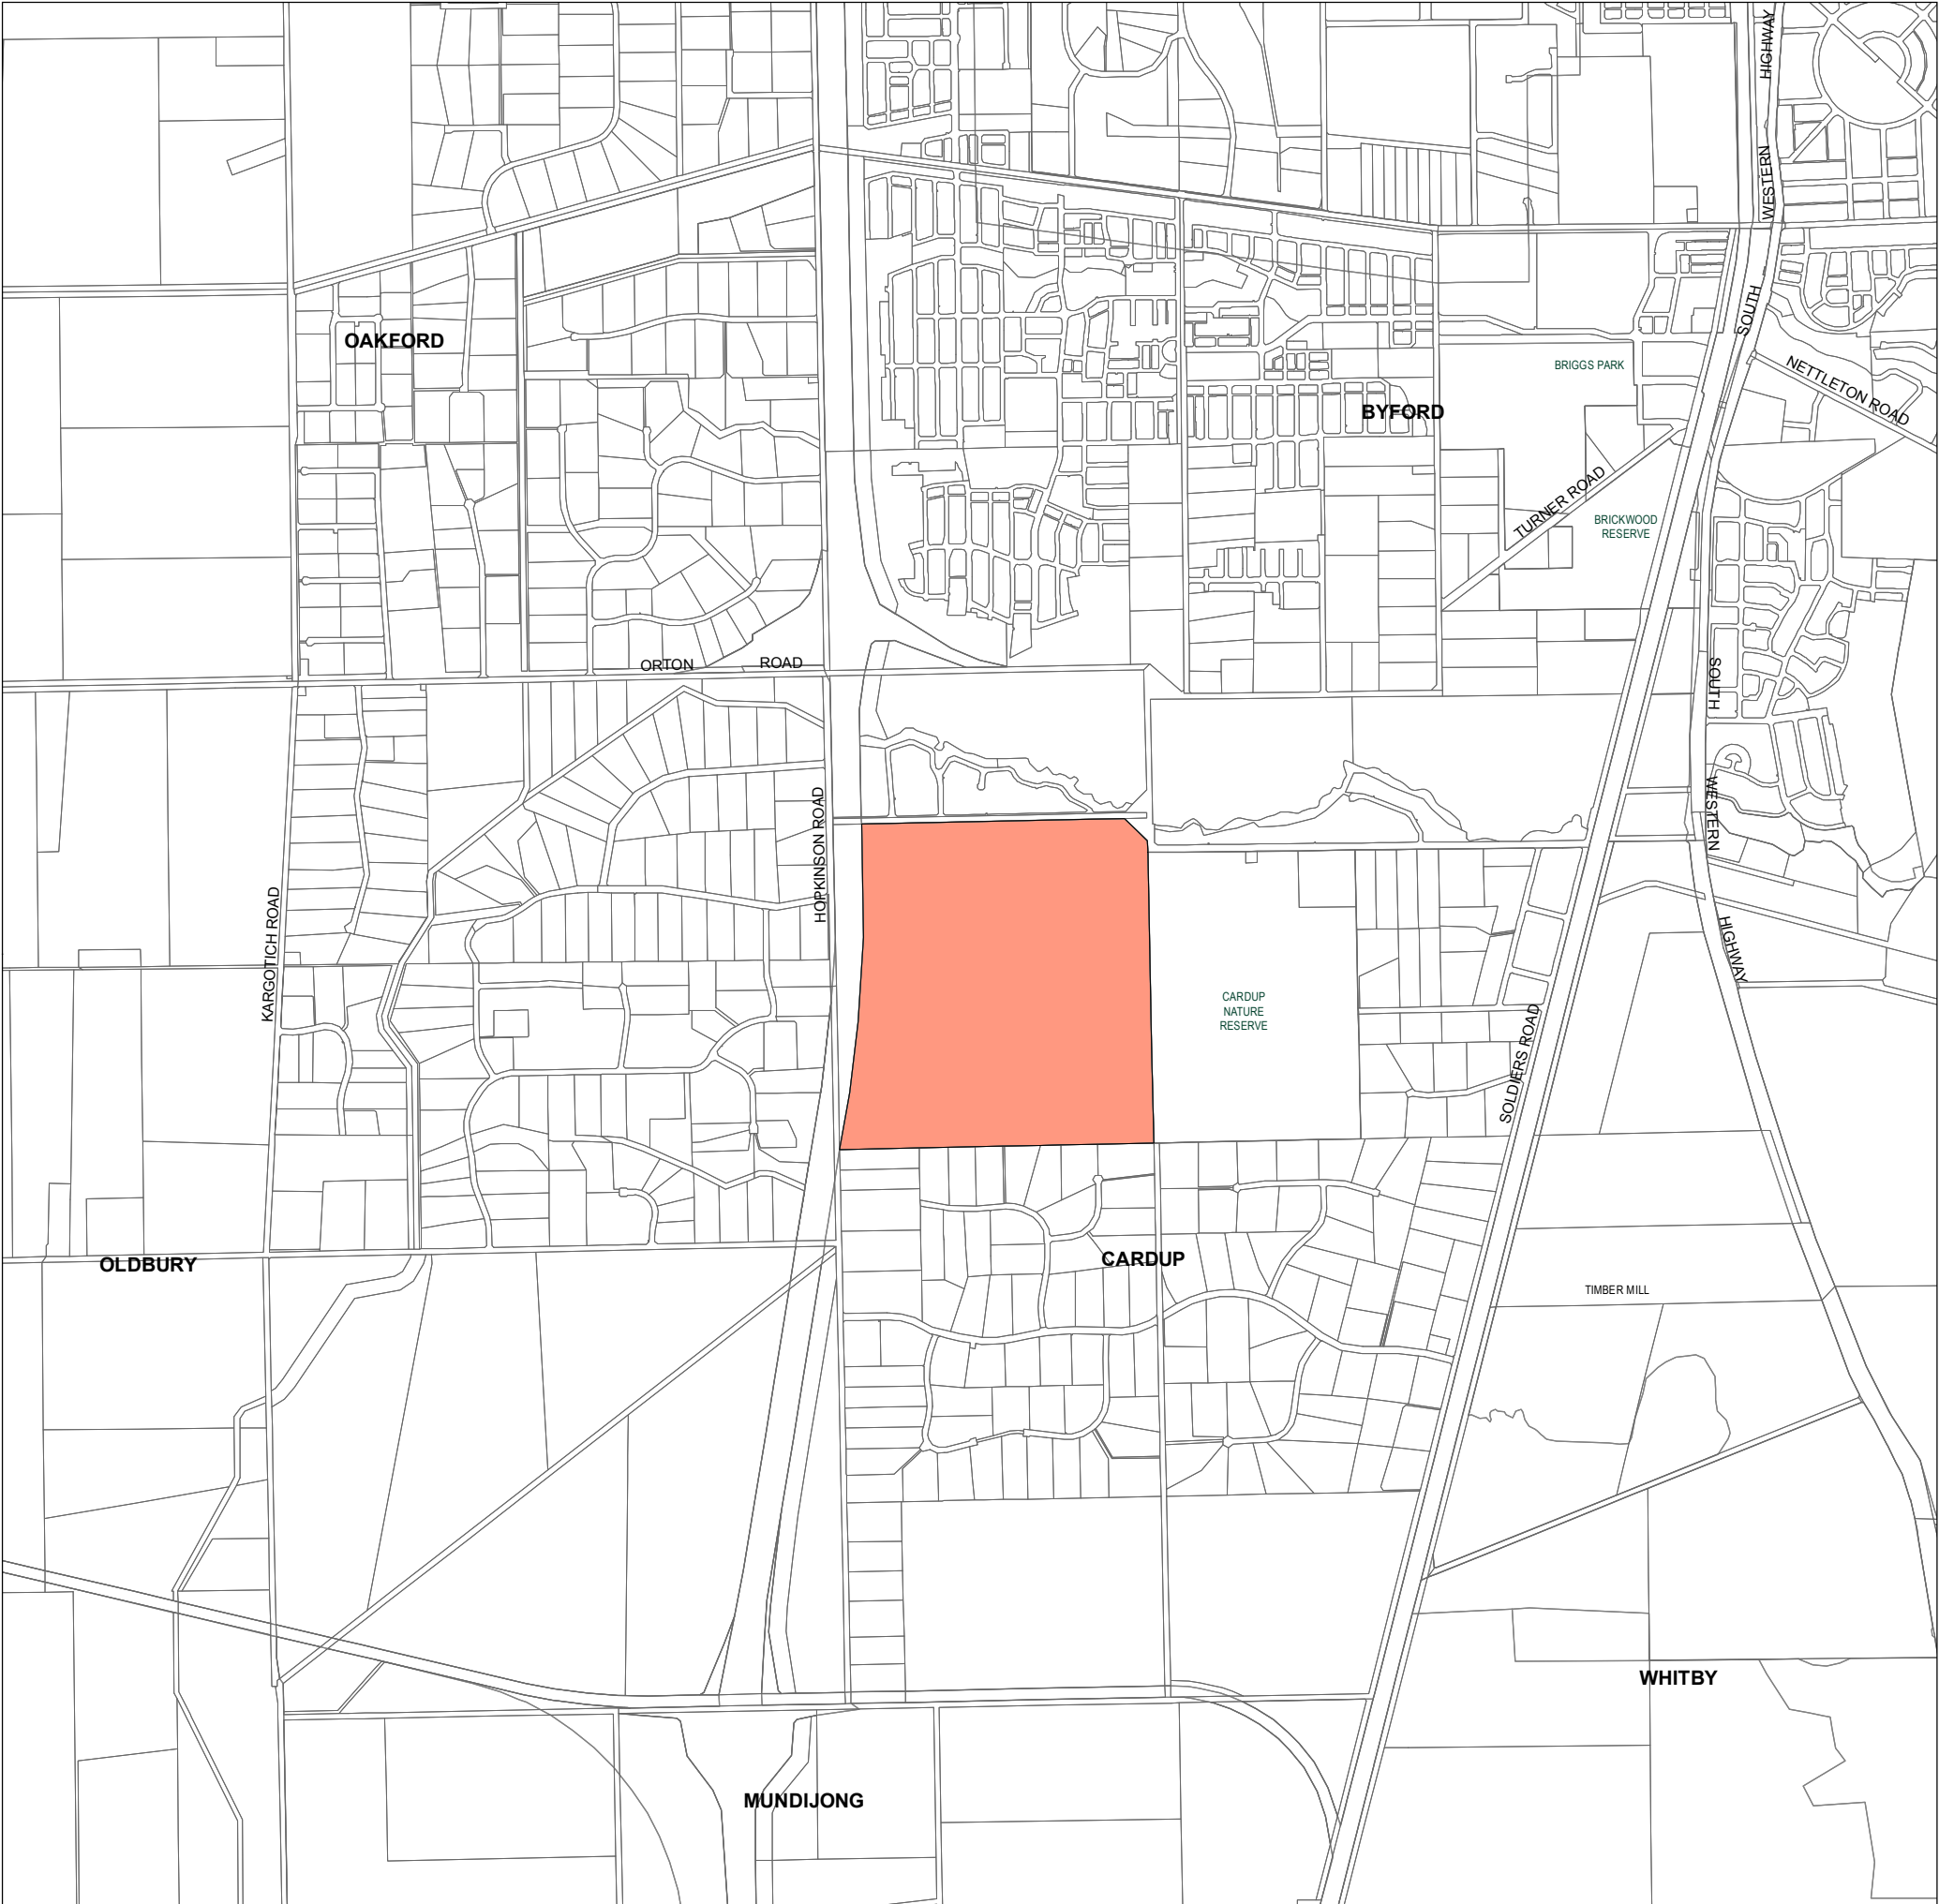 HIGHWAY
WESTERN
SOUTH
OAKFORD
BRIGGS PARK
NETTLETON ROAD
BYFORD
TURNER ROAD
BRICKWOOD
RESERVE
ORTON
ROAD
SOUTH
WESTERN
HIGHWAY
HOPKINSON ROAD
KARGOTICH ROAD
CARDUP
NATURE
RESERVE
SOLDIERS ROAD
OLDBURY
CARDUP
TIMBER MILL
WHITBY
MUNDIJONG